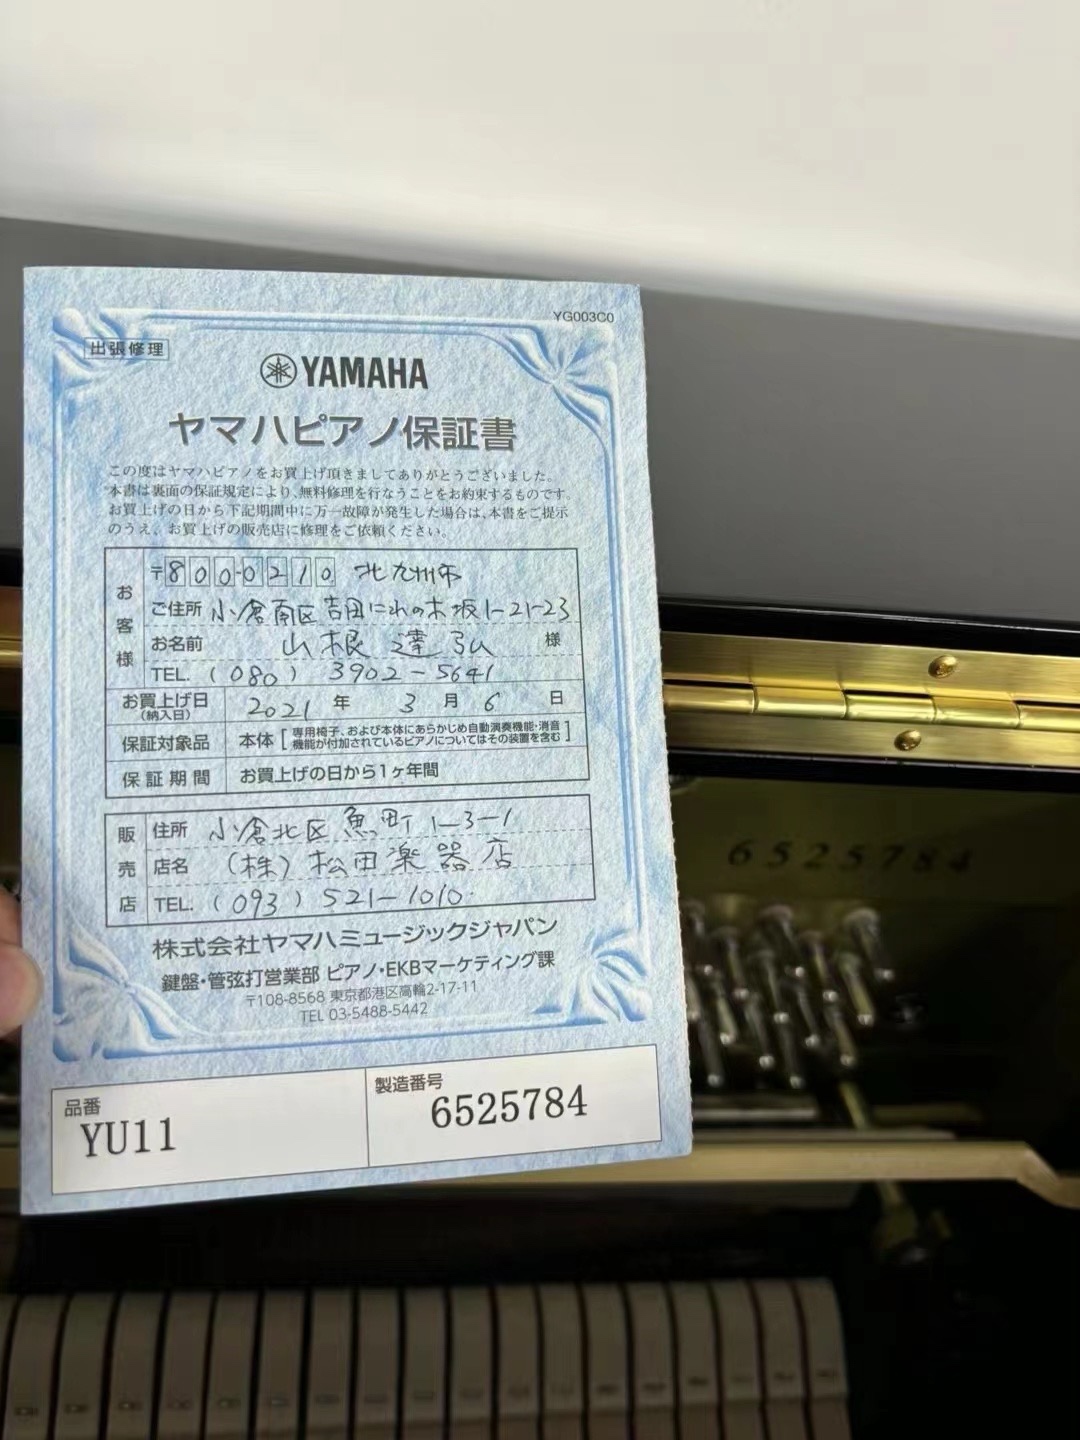 YG003C0
出張修理
YAMAHA
ヤマハピアノ保証書
この度はヤマハピアノをお買上げ頂きましてありがとうございました。
本書は裏面の保証規定により、無料修理を行なうことをお約束するものです。
お買上げの日から下記期間中に万一故障が発生した場合は、本書をご提示
のうえ、お買上げの販売店に修理をご依頼ください。
お客様
〒800-0210 北九州市
ご住所 小倉南区吉田にれの木坂1-21-23
お名前 山根 達弘 様
TEL. (080) 3902-5641
お買上げ日 (納入日) 2021 年 3 月 6 日
保証対象品 本体 [専用椅子、および本体にあらかじめ自動演奏機能・消音
機能が付加されているピアノについてはその装置を含む]
保証期間 お買上げの日から1ヶ年間
販売店
住所 小倉北区魚町1-3-1
店名 (株)松田楽器店
TEL. (093) 521-1010
株式会社ヤマハミュージックジャパン
鍵盤・管弦打営業部 ピアノ・EKBマーケティング課
〒108-8568 東京都港区高輪2-17-11
TEL 03-5488-5442
品番 YU11
製造番号 6525784
6525784